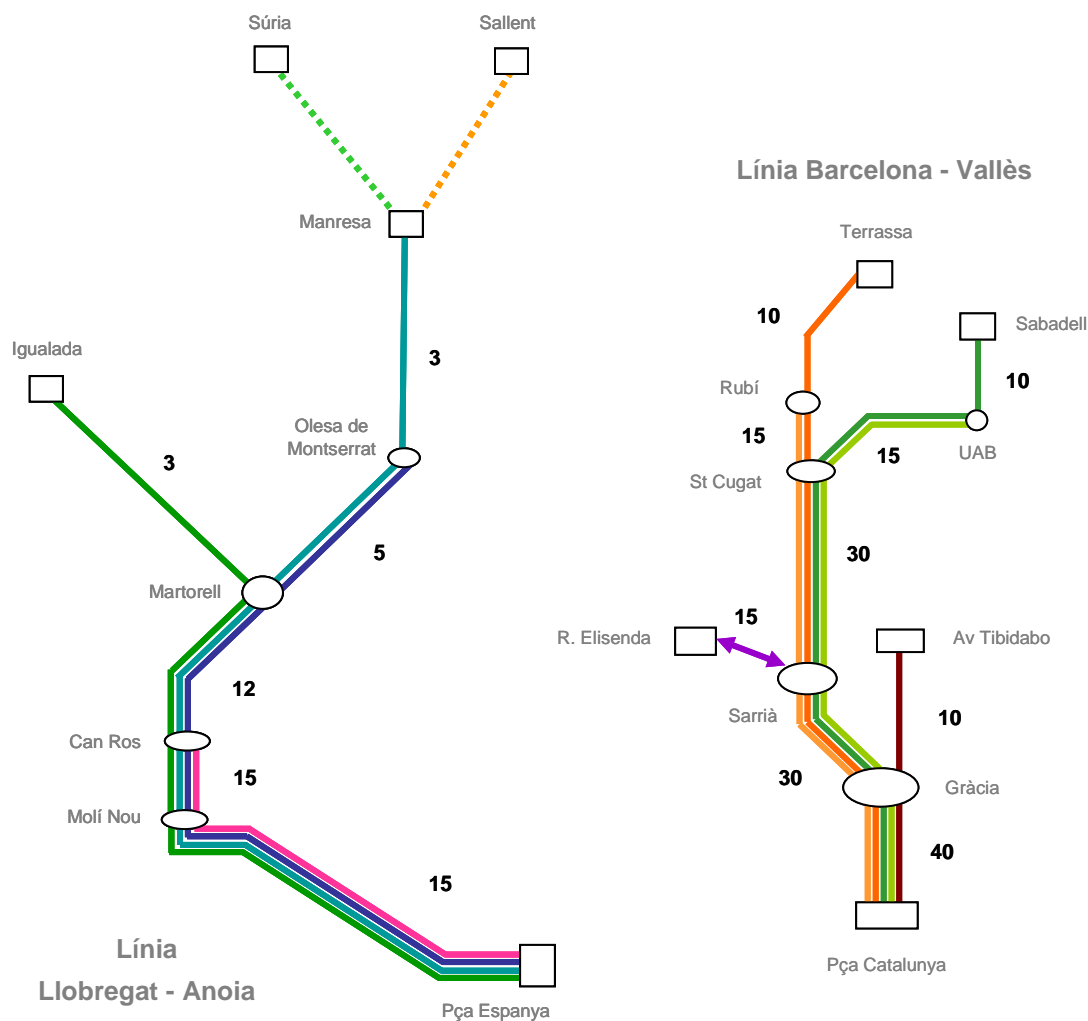 Súria
Sallent
Línia Barcelona - Vallès
Manresa
Terrassa
10
Sabadell
Igualada
3
10
Rubí
Olesa de
Montserrat
15
15
UAB
3
St Cugat
5
30
Martorell
15
R. Elisenda
Av Tibidabo
12
Sarrià
10
Can Ros
15
30
Gràcia
Molí Nou
40
15
Línia
Llobregat - Anoia
Pça Catalunya
Pça Espanya